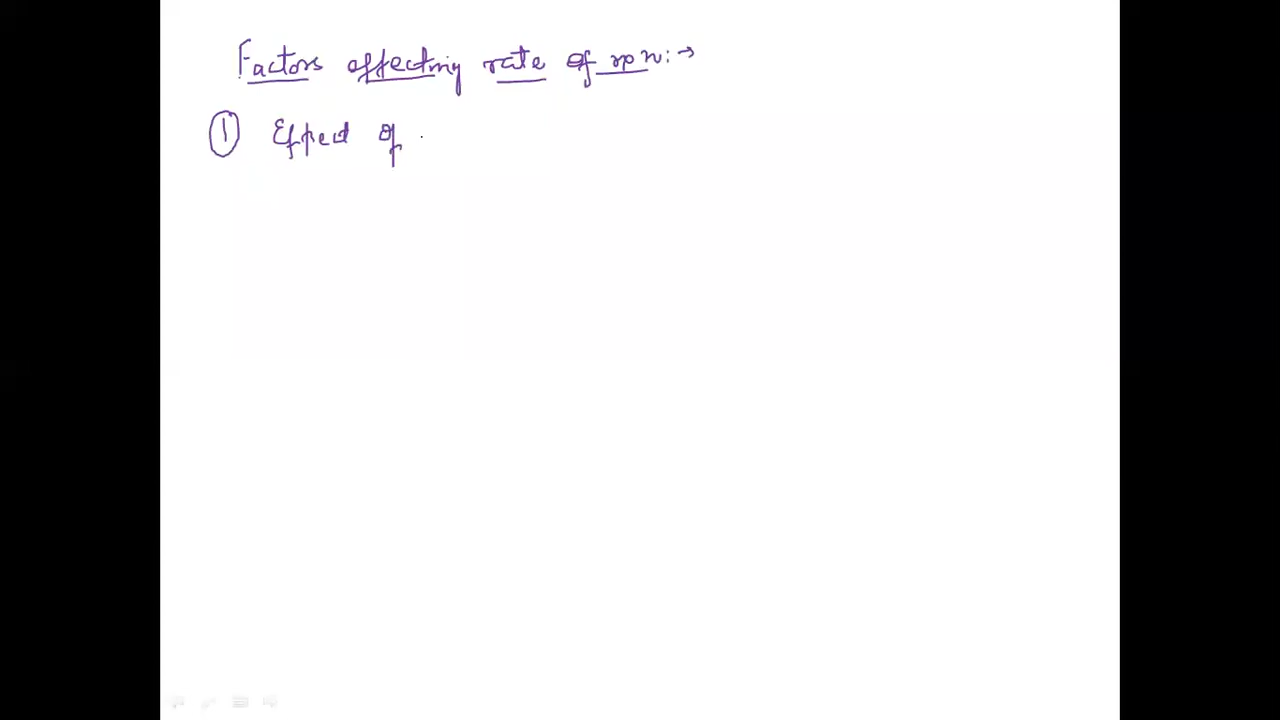 Factors affecting rate of rxn :→
① Effect of